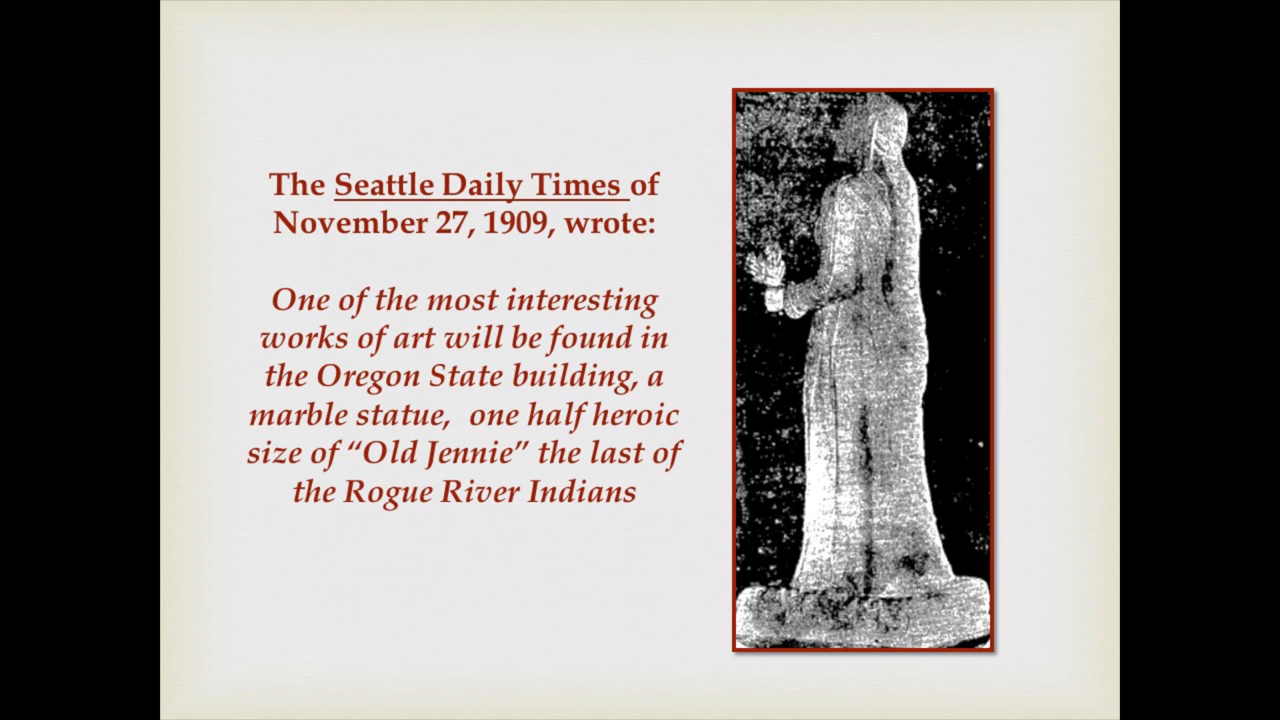 The Seattle Daily Times of
November 27, 1909, wrote:
One of the most interesting
works of art will be found in
the Oregon State building, a
marble statue,  one half heroic
size of “Old Jennie” the last of
the Rogue River Indians